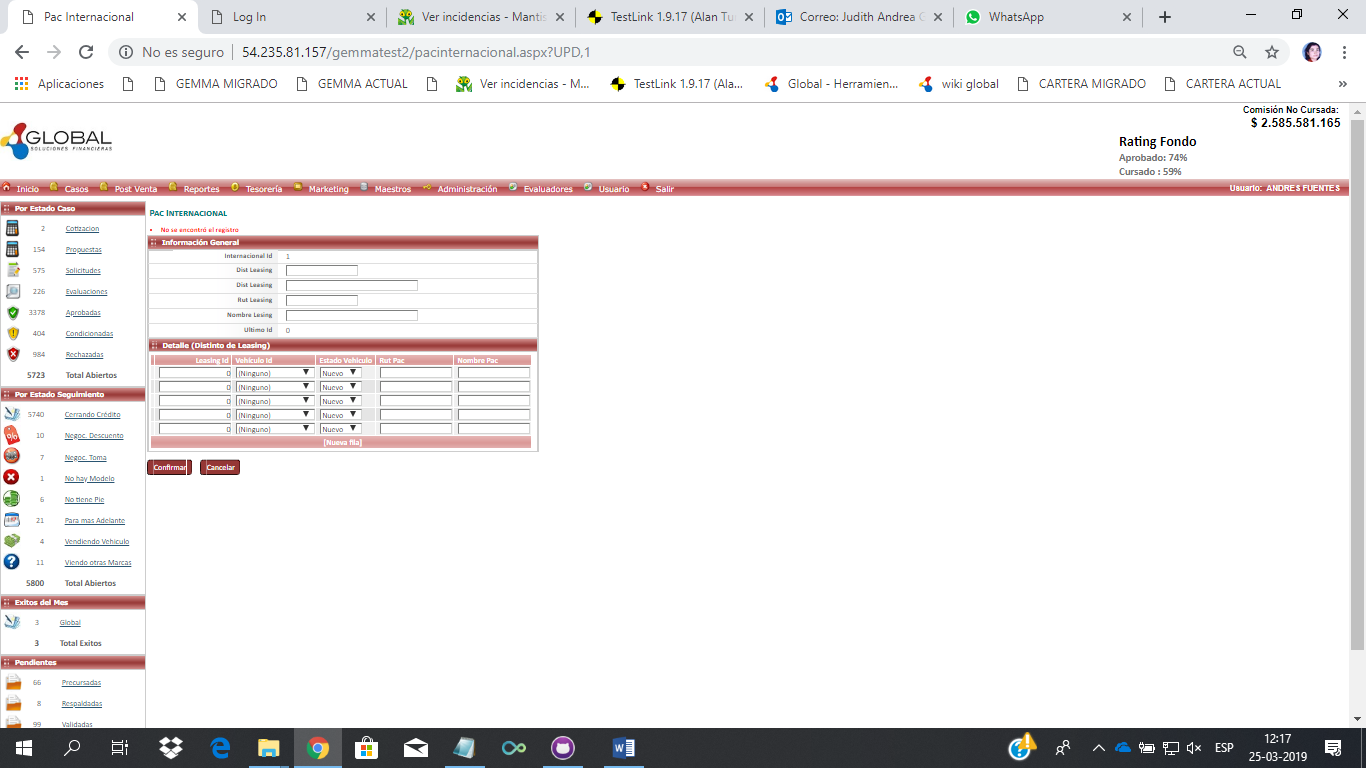 Pac Internacional
Log In
Ver incidencias - Mantis
TestLink 1.9.17 (Alan Tu
Correo: Judith Andrea G
WhatsApp
No es seguro
54.235.81.157/gemmatest2/pacinternacional.aspx?UPD,1
Aplicaciones
GEMMA MIGRADO
GEMMA ACTUAL
Ver incidencias - M...
TestLink 1.9.17 (Ala...
Global - Herramien...
wiki global
CARTERA MIGRADO
CARTERA ACTUAL
»
Comisión No Cursada:
$ 2.585.581.165
GLOBAL
SOLUCIONES FINANCIERAS
Rating Fondo
Aprobado: 74%
Cursado : 59%
Inicio
Casos
Post Venta
Reportes
Tesorería
Marketing
Maestros
Administración
Evaluadores
Usuario
Salir
Usuario: ANDRES FUENTES
Por Estado Caso
2 Cotizacion
154 Propuestas
575 Solicitudes
226 Evaluaciones
3378 Aprobadas
404 Condicionadas
984 Rechazadas
5723 Total Abiertos
Por Estado Seguimiento
5740 Cerrando Crédito
10 Negoc. Descuento
7 Negoc. Toma
1 No hay Modelo
6 No tiene Pie
21 Para mas Adelante
4 Vendiendo Vehiculo
11 Viendo otras Marcas
5800 Total Abiertos
Exitos del Mes
3 Global
3 Total Exitos
Pendientes
66 Precursadas
8 Respaldadas
99 Validadas
PAC INTERNACIONAL
No se encontró el registro
Información General
Internacional Id 1
Dist Leasing
Dist Leasing
Rut Leasing
Nombre Lesing
Ultimo Id 0
Detalle (Distinto de Leasing)
Leasing Id Vehículo Id Estado Vehículo Rut Pac Nombre Pac
0 (Ninguno) Nuevo
0 (Ninguno) Nuevo
0 (Ninguno) Nuevo
0 (Ninguno) Nuevo
0 (Ninguno) Nuevo
[Nueva fila]
Confirmar
Cancelar
ESP
12:17
25-03-2019